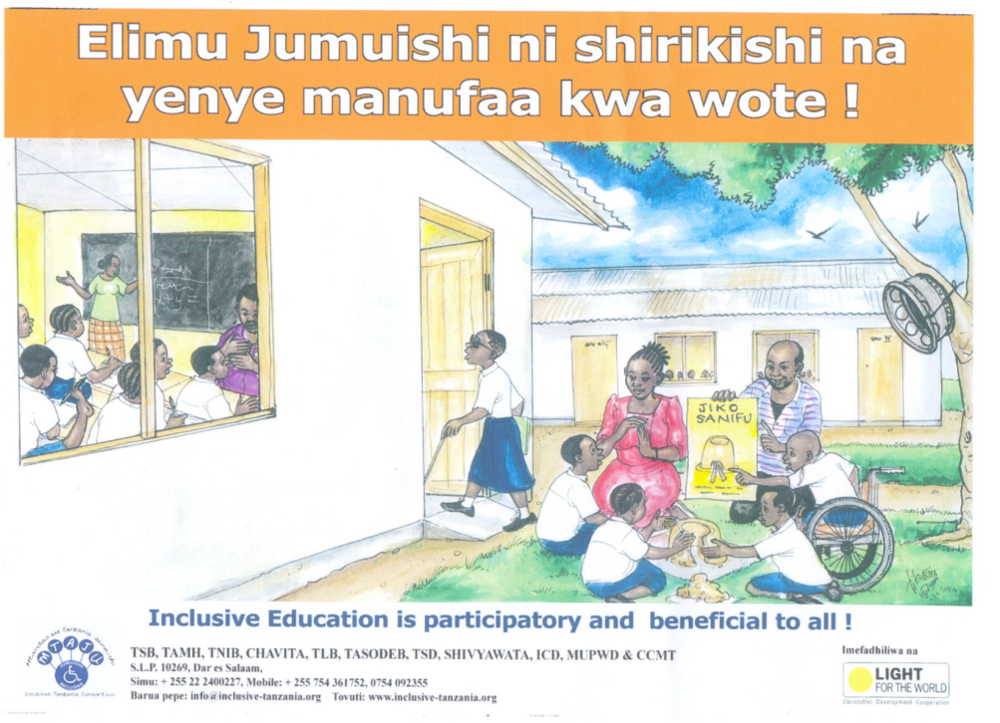 Elimu Jumuishi ni shirikishi na
yenye manufaa kwa wote !
x+y=
JIKO
SANIFU
Inclusive Education is participatory and beneficial to all !
MTAJU
Inclusive Tanzania Consortium
TSB, TAMH, TNIB, CHAVITA, TLB, TASODEB, TSD, SHIVYAWATA, ICD, MUPWD & CCMT
S.L.P. 10269, Dar es Salaam,
Simu: + 255 22 2400227, Mobile: + 255 754 361752, 0754 092355
Barua pepe: info@inclusive-tanzania.org Tovuti: www.inclusive-tanzania.org
Imefadhiliwa na
LIGHT
FOR THE WORLD
Christoffel Development Cooperation